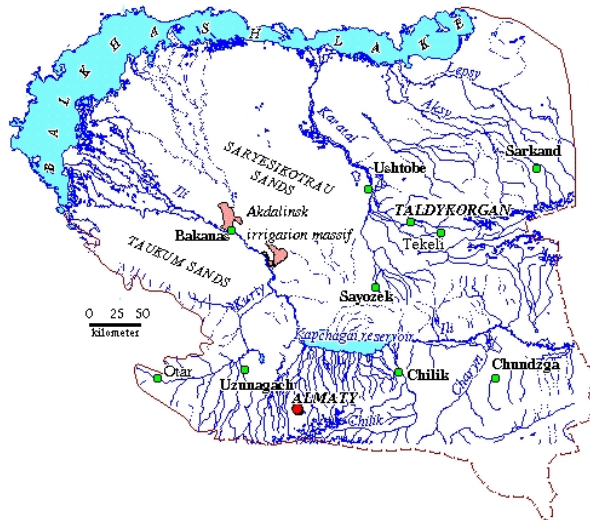 BALKHASH LAKE
Lepsy
Aksy
Karatal
Sarkand
Ushtobe
SARYESIKOTRAU
SANDS
Ili
TALDYKORGAN
Tekeli
Akdalinsk
irrigasion massif
Bakanas
TAUKUM SANDS
Sayozek
Kurty
0 25 50
kilometer
Kapchagai reservoir
Ili
Charyn
Otar
Uzunagach
Chilik
Chundzga
ALMATY
Chilik